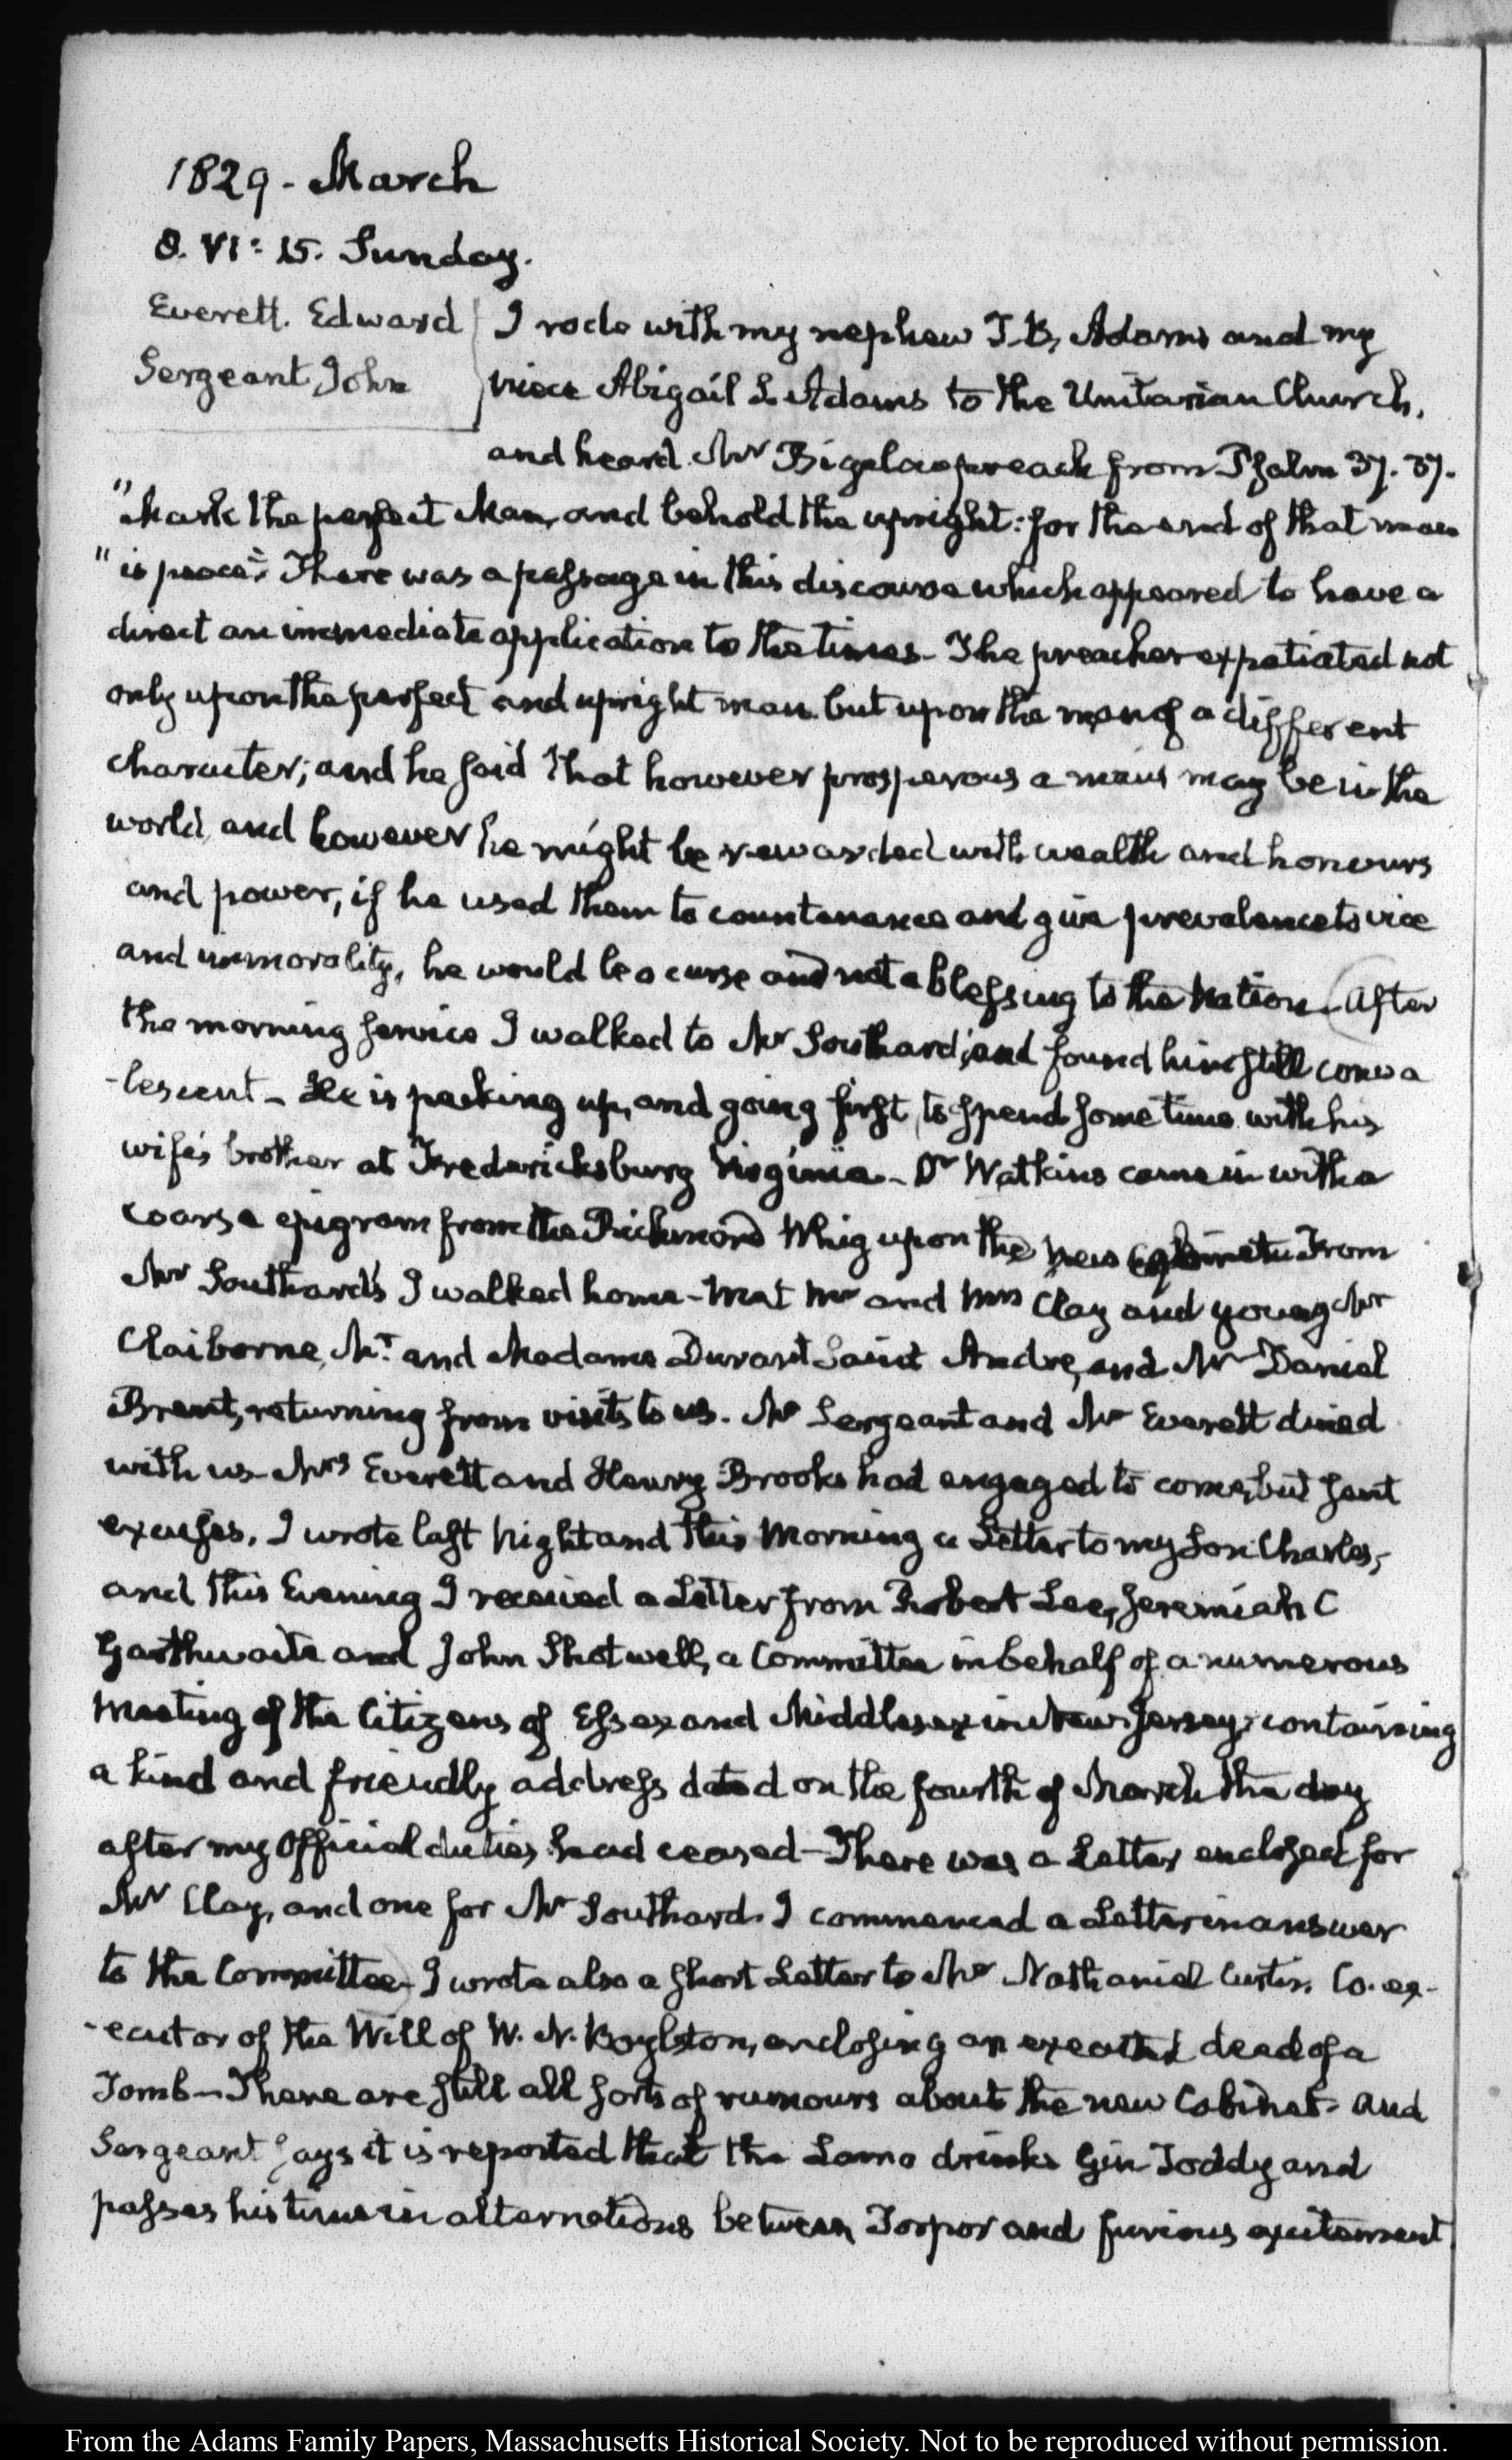 1829 - March
8. VI: 15. Sunday.
Everett. Edward
Sergeant John
I rode with my nephew T. B. Adams and my
niece Abigail S. Adams to the Unitarian Church,
and heard Mr Bigelow preach from Psalm 37. 37.
"Mark the perfect Man, and behold the upright: for the end of that man
"is peace". There was a passage in this discourse which appeared to have a
direct an immediate application to the times - The preacher expatiated not
only upon the perfect and upright man but upon the man of a different
character; and he said that however prosperous a man may be in the
world, and however he might be rewarded with wealth and honours
and power, if he used them to countenance and give prevalence to vice
and immorality, he would be a curse and not a blessing to the Nation - After
the morning service I walked to Mr Southard's, and found him still conva
-lescent - He is packing up, and going first, to spend some time with his
wife's brother at Fredericksburg Virginia - Dr Watkins came in with a
coarse epigram from the Richmond Whig upon the new Cabinet. From
Mr Southard's I walked home - Met Mr and Mrs Clay and young Mr
Claiborne, Mr. and Madame Durant Saint Andre, and Mr Daniel
Brent, returning from visits to us. Mr Sergeant and Mr Everett dined
with us - Mrs Everett and Henry Brooks had engaged to come, but sent
excuses. I wrote last Night and this Morning a Letter to my Son Charles,
and this Evening I received a Letter from Robert Lee, Jeremiah C
Garthwaite and John Shotwell, a Committee in behalf of a numerous
Meeting of the Citizens of Essex and Middlesex in New-Jersey, containing
a kind and friendly address dated on the fourth of March the day
after my Official duties had ceased - There was a Letter enclosed for
Mr Clay, and one for Mr Southard. I commenced a Letter in answer
to the Committee - I wrote also a short Letter to Mr Nathaniel Curtis. Co. ex-
-ecutor of the Will of W. N. Boylston, enclosing an executed deed of a
Tomb - There are still all sorts of rumours about the new Cabinet - and
Sergeant says it is reported that the Lama drinks Gin Toddy and
passes his time in alternations between Torpor and furious excitement
From the Adams Family Papers, Massachusetts Historical Society. Not to be reproduced without permission.